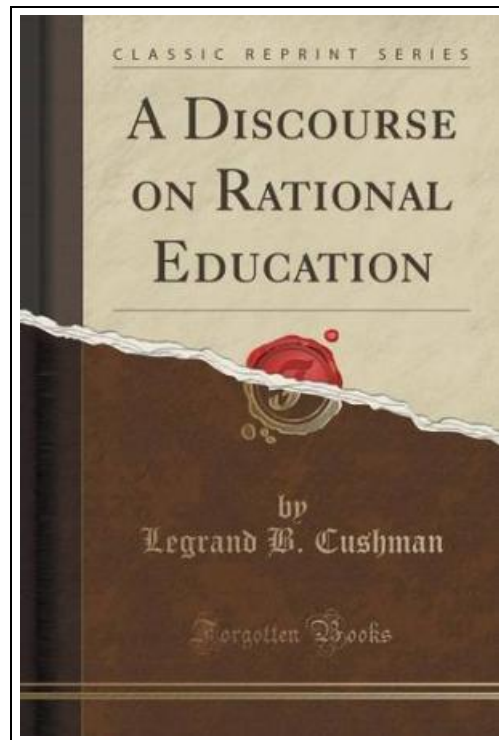 CLASSIC REPRINT SERIES
A DISCOURSE
ON RATIONAL
EDUCATION
by
Legrand B. Cushman
Forgotten Books